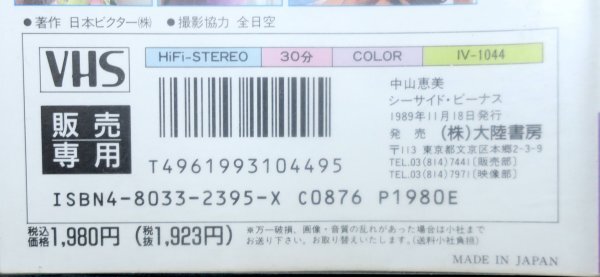 ●著作 日本ビクター㈱ ●撮影協力 全日空
VHS
HiFi-STEREO 30分 COLOR IV-1044
販売
専用
T4961993104495
中山恵美
シーサイド・ビーナス
1989年11月18日発行
発売 (株)大陸書房
〒113 東京都文京区本郷2-3-9
TEL.03(814)7441[販売部]
TEL.03(814)7971[映像部]
ISBN4-8033-2395-X C0876 P1980E
税込価格1,980円(税抜1,923円)
※万一破損、画像・音質の乱れがあった場合は小社まで
お送り下さい。お取り替えいたします。(送料小社負担)
MADE IN JAPAN